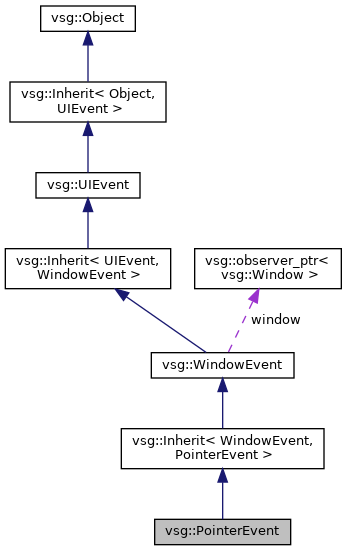 vsg::Object
vsg::Inherit< Object,
UIEvent >
vsg::UIEvent
vsg::Inherit< UIEvent,
WindowEvent >
vsg::observer_ptr<
vsg::Window >
window
vsg::WindowEvent
vsg::Inherit< WindowEvent,
PointerEvent >
vsg::PointerEvent